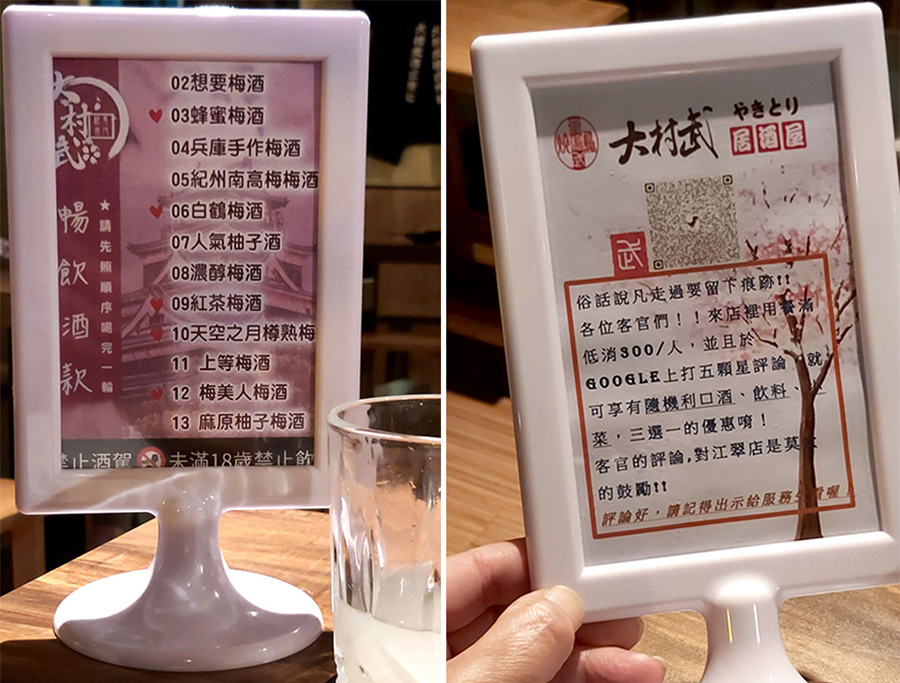 大村武
暢飲酒款
★請先照順序喝完一輪
02想要梅酒
03蜂蜜梅酒
04兵庫手作梅酒
05紀州南高梅梅酒
06白鶴梅酒
07人氣柚子酒
08濃醇梅酒
09紅茶梅酒
10天空之月樽熟梅
11 上等梅酒
12 梅美人梅酒
13 麻原柚子梅酒
禁止酒駕
未滿18歲禁止飲
大村武
やきとり
居酒屋
武
俗話說凡走過要留下痕跡!!
各位客官們！！來店裡用餐滿
低消300/人，並且於
GOOGLE上打五顆星評論 就
可享有隨機利口酒、飲料、
菜，三選一的優惠唷！
客官的評論,對江翠店是莫大
的鼓勵!!
評論好，請記得出示給服務生看喔